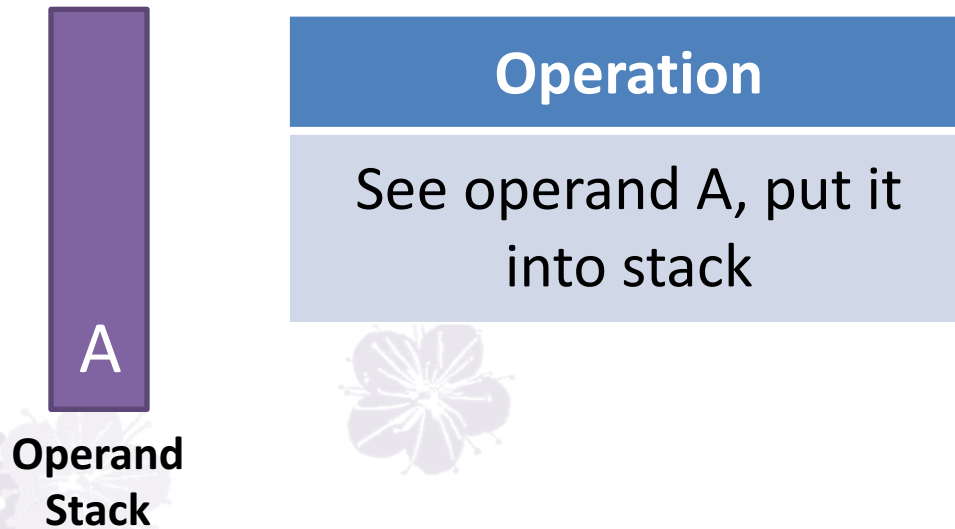 Operation
See operand A, put it
into stack
A
Operand
Stack